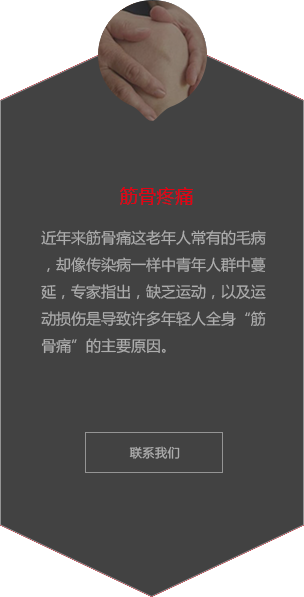 筋骨疼痛
近年来筋骨痛这老年人常有的毛病
，却像传染病一样中青年人群中蔓
延，专家指出，缺乏运动，以及运
动损伤是导致许多年轻人全身“筋
骨痛”的主要原因。
联系我们